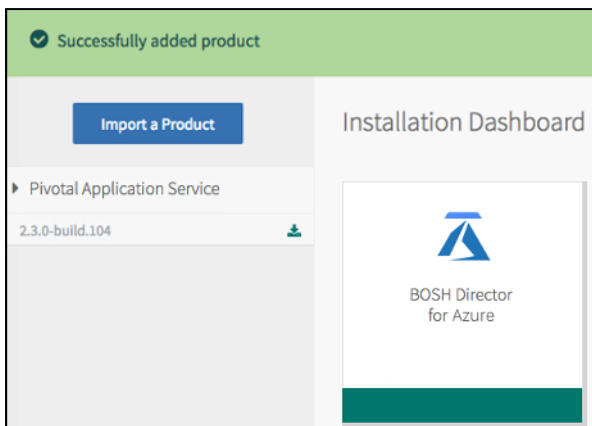 Successfully added product
Import a Product
Installation Dashboard
Pivotal Application Service
2.3.0-build.104
BOSH Director
for Azure